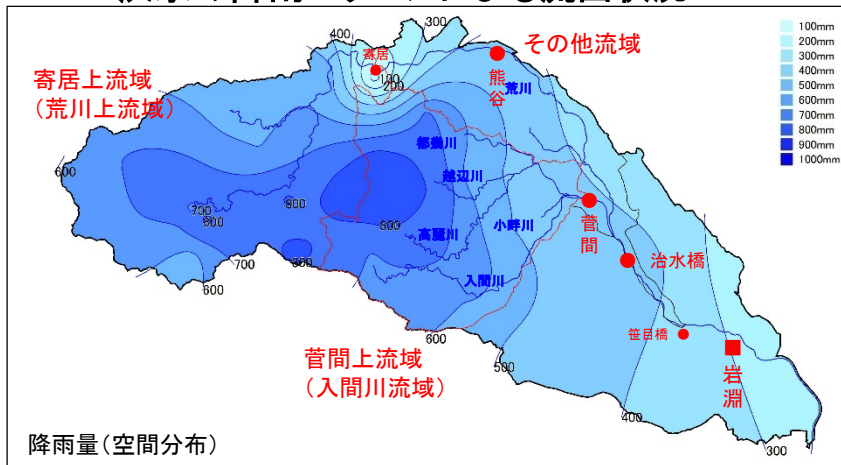 寄居上流域
（荒川上流域）
400
300
寄居
100
200
その他流域
熊谷
荒川
100mm
200mm
300mm
400mm
500mm
600mm
700mm
800mm
900mm
1000mm
都幾川
越辺川
600
700
800
800
800
高麗川
小畔川
菅間
治水橋
700
800
入間川
600
笹目橋
岩淵
600
500
菅間上流域
（入間川流域）
400
300
降雨量（空間分布）